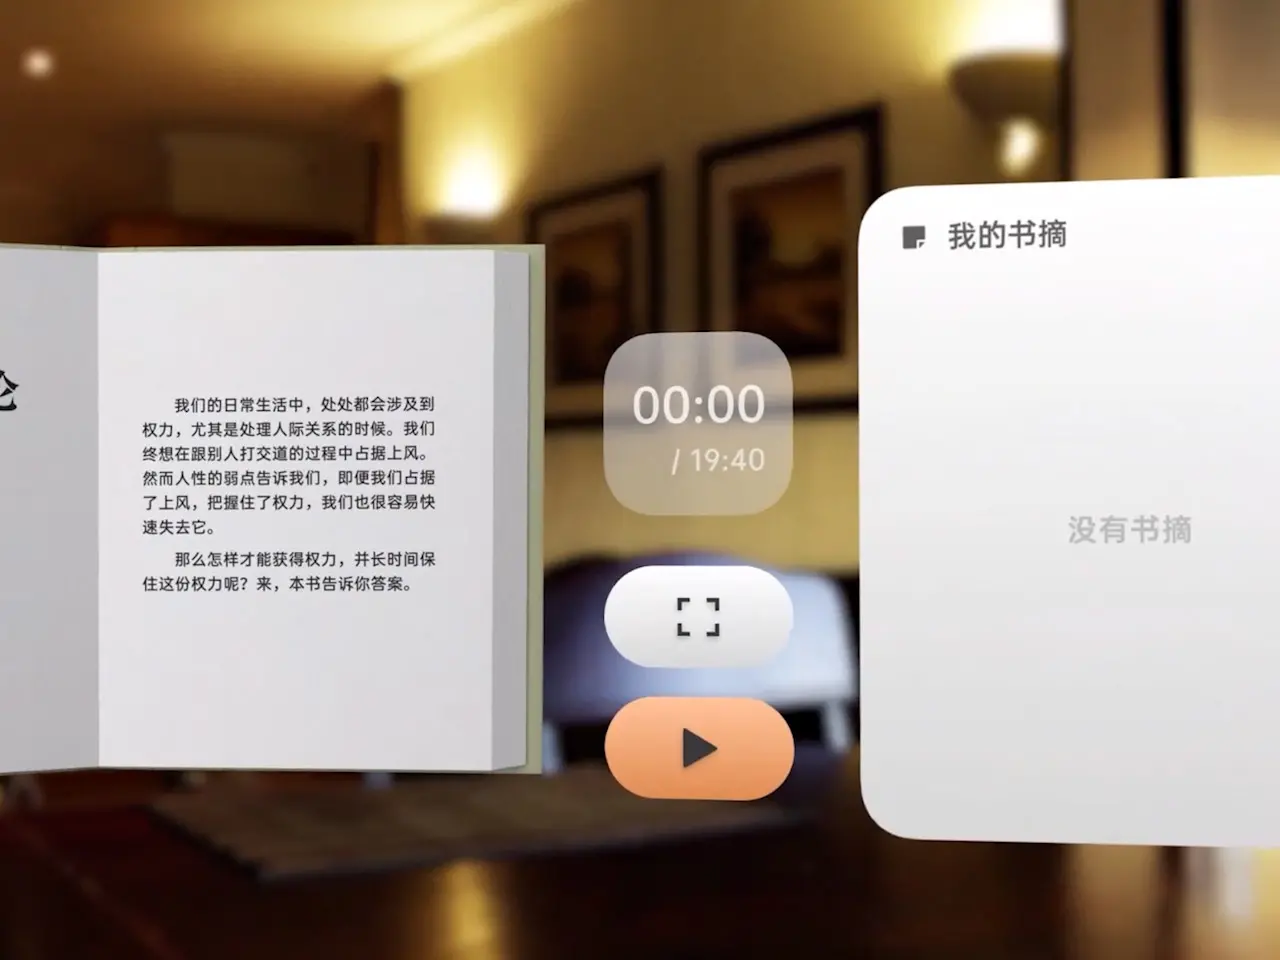 论
我们的日常生活中，处处都会涉及到
权力，尤其是处理人际关系的时候。我们
终想在跟别人打交道的过程中占据上风。
然而人性的弱点告诉我们，即便我们占据
了上风，把握住了权力，我们也很容易快
速失去它。
那么怎样才能获得权力，并长时间保
住这份权力呢？来，本书告诉你答案。
00:00
/ 19:40
我的书摘
没有书摘